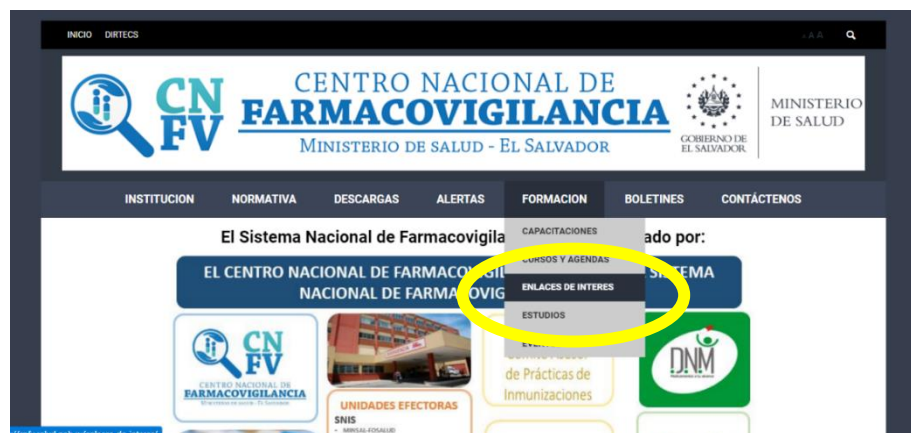 INICIO DIRTECS
A A A
CENTRO NACIONAL DE
CN
FV
FARMACOVIGILANCIA
MINISTERIO DE SALUD - EL SALVADOR
GOBIERNO DE
EL SALVADOR
MINISTERIO
DE SALUD
INSTITUCION NORMATIVA DESCARGAS ALERTAS FORMACION BOLETINES CONTÁCTENOS
CAPACITACIONES
CURSOS Y AGENDAS
ENLACES DE INTERES
ESTUDIOS
El Sistema Nacional de Farmacovigila ado por:
EL CENTRO NACIONAL DE FARMACOVIGIL SISTEMA
NACIONAL DE FARMACOVIG
CN
FV
CENTRO NACIONAL DE
FARMACOVIGILANCIA
UNIDADES EFECTORAS
SNIS
- MINSAL-FOSALUD
de Prácticas de
Inmunizaciones
DNM